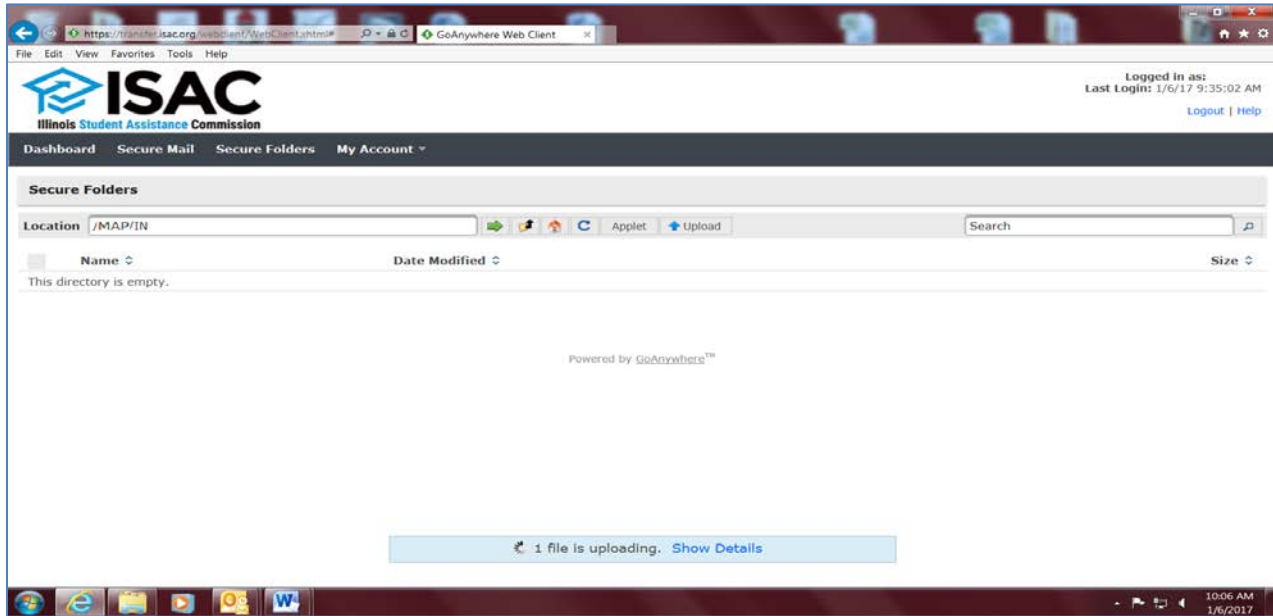 https://transfer.isac.org/webclient/WebClient.xhtml#
GoAnywhere Web Client
File Edit View Favorites Tools Help
ISAC
Illinois Student Assistance Commission
Logged in as:
Last Login: 1/6/17 9:35:02 AM
Logout | Help
Dashboard Secure Mail Secure Folders My Account
Secure Folders
Location /MAP/IN Applet Upload Search
Name Date Modified Size
This directory is empty.
Powered by GoAnywhere™
1 file is uploading. Show Details
10:06 AM
1/6/2017